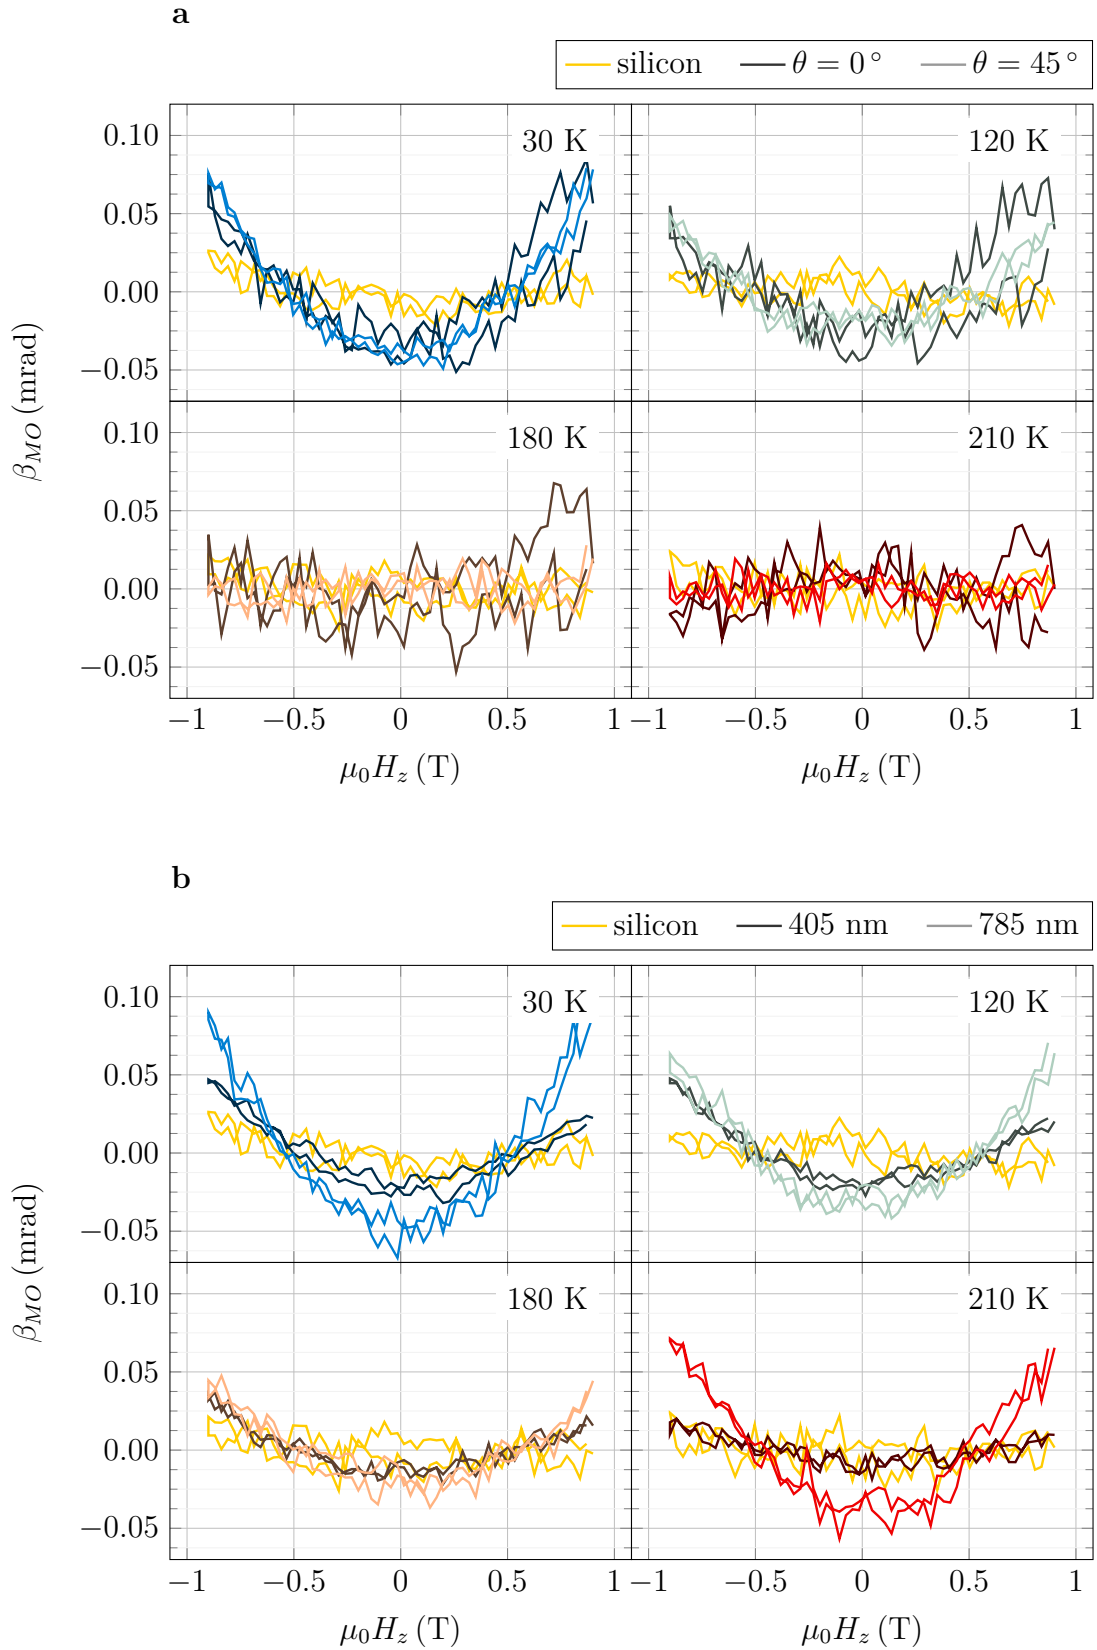 a
silicon θ = 0° θ = 45°
30 K 120 K
0.10
0.05
0.00
−0.05
180 K 210 K
0.10
0.05
0.00
−0.05
β_MO (mrad)
−1 −0.5 0 0.5 1 −1 −0.5 0 0.5 1
μ₀H_z (T) μ₀H_z (T)
b
silicon 405 nm 785 nm
30 K 120 K
0.10
0.05
0.00
−0.05
180 K 210 K
0.10
0.05
0.00
−0.05
β_MO (mrad)
−1 −0.5 0 0.5 1 −1 −0.5 0 0.5 1
μ₀H_z (T) μ₀H_z (T)